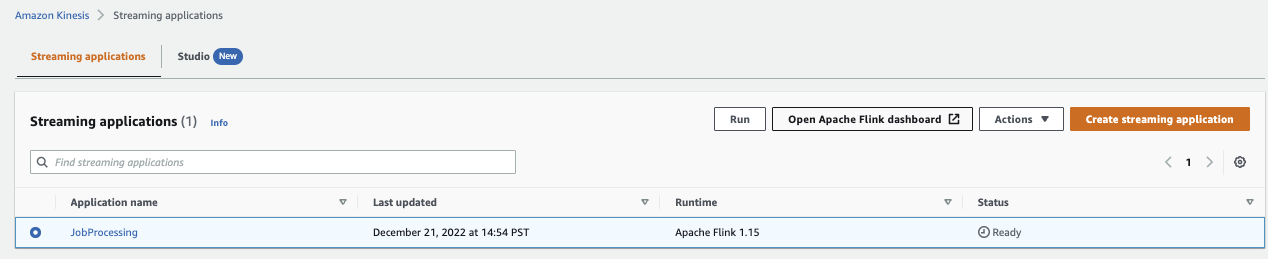 Amazon Kinesis > Streaming applications
Streaming applications Studio New
Streaming applications (1) Info Run Open Apache Flink dashboard Actions Create streaming application
Find streaming applications 1
Application name Last updated Runtime Status
JobProcessing December 21, 2022 at 14:54 PST Apache Flink 1.15 Ready